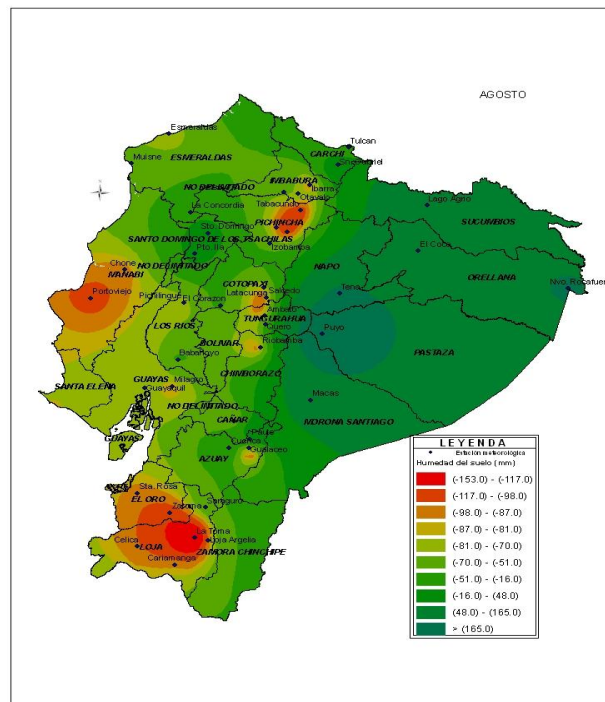 AGOSTO
Esmeraldas
Tulcan
CARCHI
Muisne
ESMERALDAS
IMBABURA
Ibarra
NO DELIMITADO
Otavalo
La Concordia
Tabacundo
Lago Agrio
PICHINCHA
SUCUMBIOS
Sto. Domingo
SANTO DOMINGO DE LOS TSACHILAS
Izobamba
El Coca
Pto. Ila
NO DELIMITADO
NAPO
ORELLANA
Chone
MANABI
COTOPAXI
Tena
Portoviejo
Pichilingue
El Corazon
Latacunga
Salcedo
Ambato
TUNGURAHUA
LOS RIOS
Quero
Puyo
BOLIVAR
Riobamba
PASTAZA
Babahoyo
CHIMBORAZO
SANTA ELENA
GUAYAS
Milagro
Guayaquil
Macas
NO DELIMITADO
MORONA SANTIAGO
CAÑAR
Paute
GUAYAS
Cuenca
Gualaceo
AZUAY
Sta. Rosa
EL ORO
Saraguro
Zaruma
La Toma
Celica
LOJA
Loja Argelia
ZAMORA CHINCHIPE
Cariamanga
LEYENDA
Estación meteorológica
Humedad del suelo (mm)
(-153.0) - (-117.0)
(-117.0) - (-98.0)
(-98.0) - (-87.0)
(-87.0) - (-81.0)
(-81.0) - (-70.0)
(-70.0) - (-51.0)
(-51.0) - (-16.0)
(-16.0) - (48.0)
(48.0) - (165.0)
> (165.0)